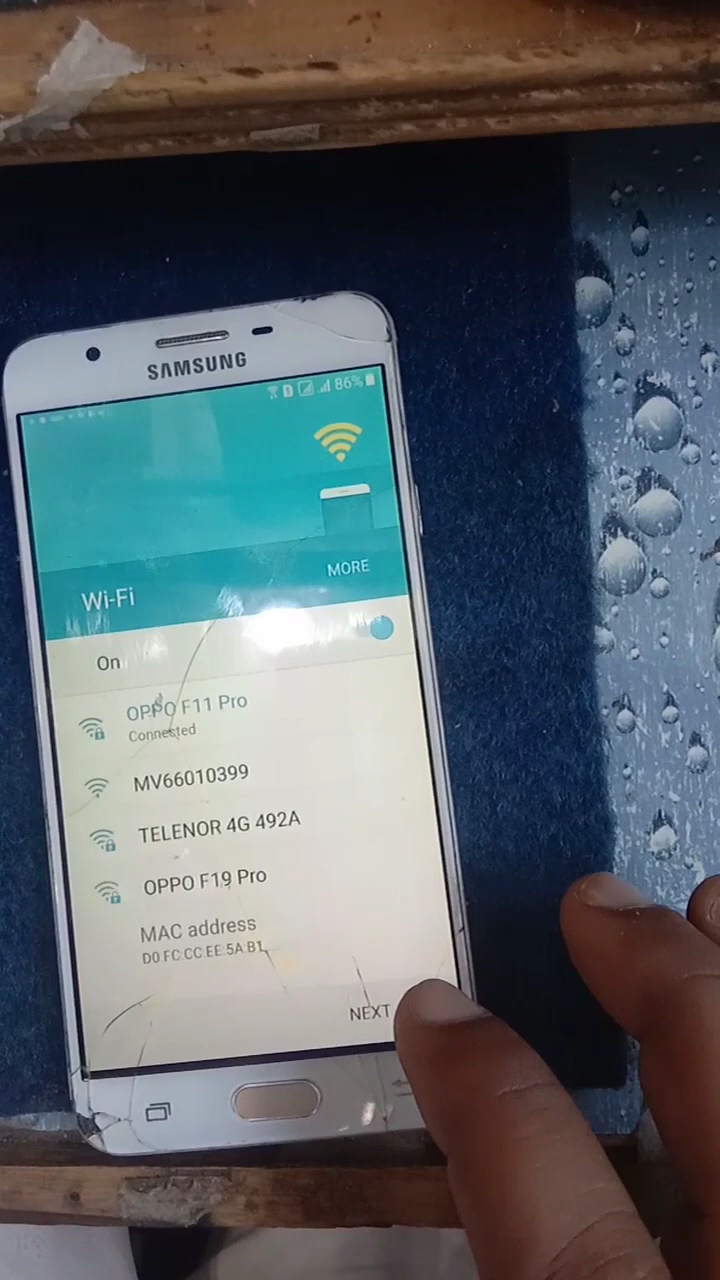 SAMSUNG
86%
MORE
Wi-Fi
On
OPPO F11 Pro
Connected
MV66010399
TELENOR 4G 492A
OPPO F19 Pro
MAC address
D0:FC:CC:EE:5A:B1
NEXT